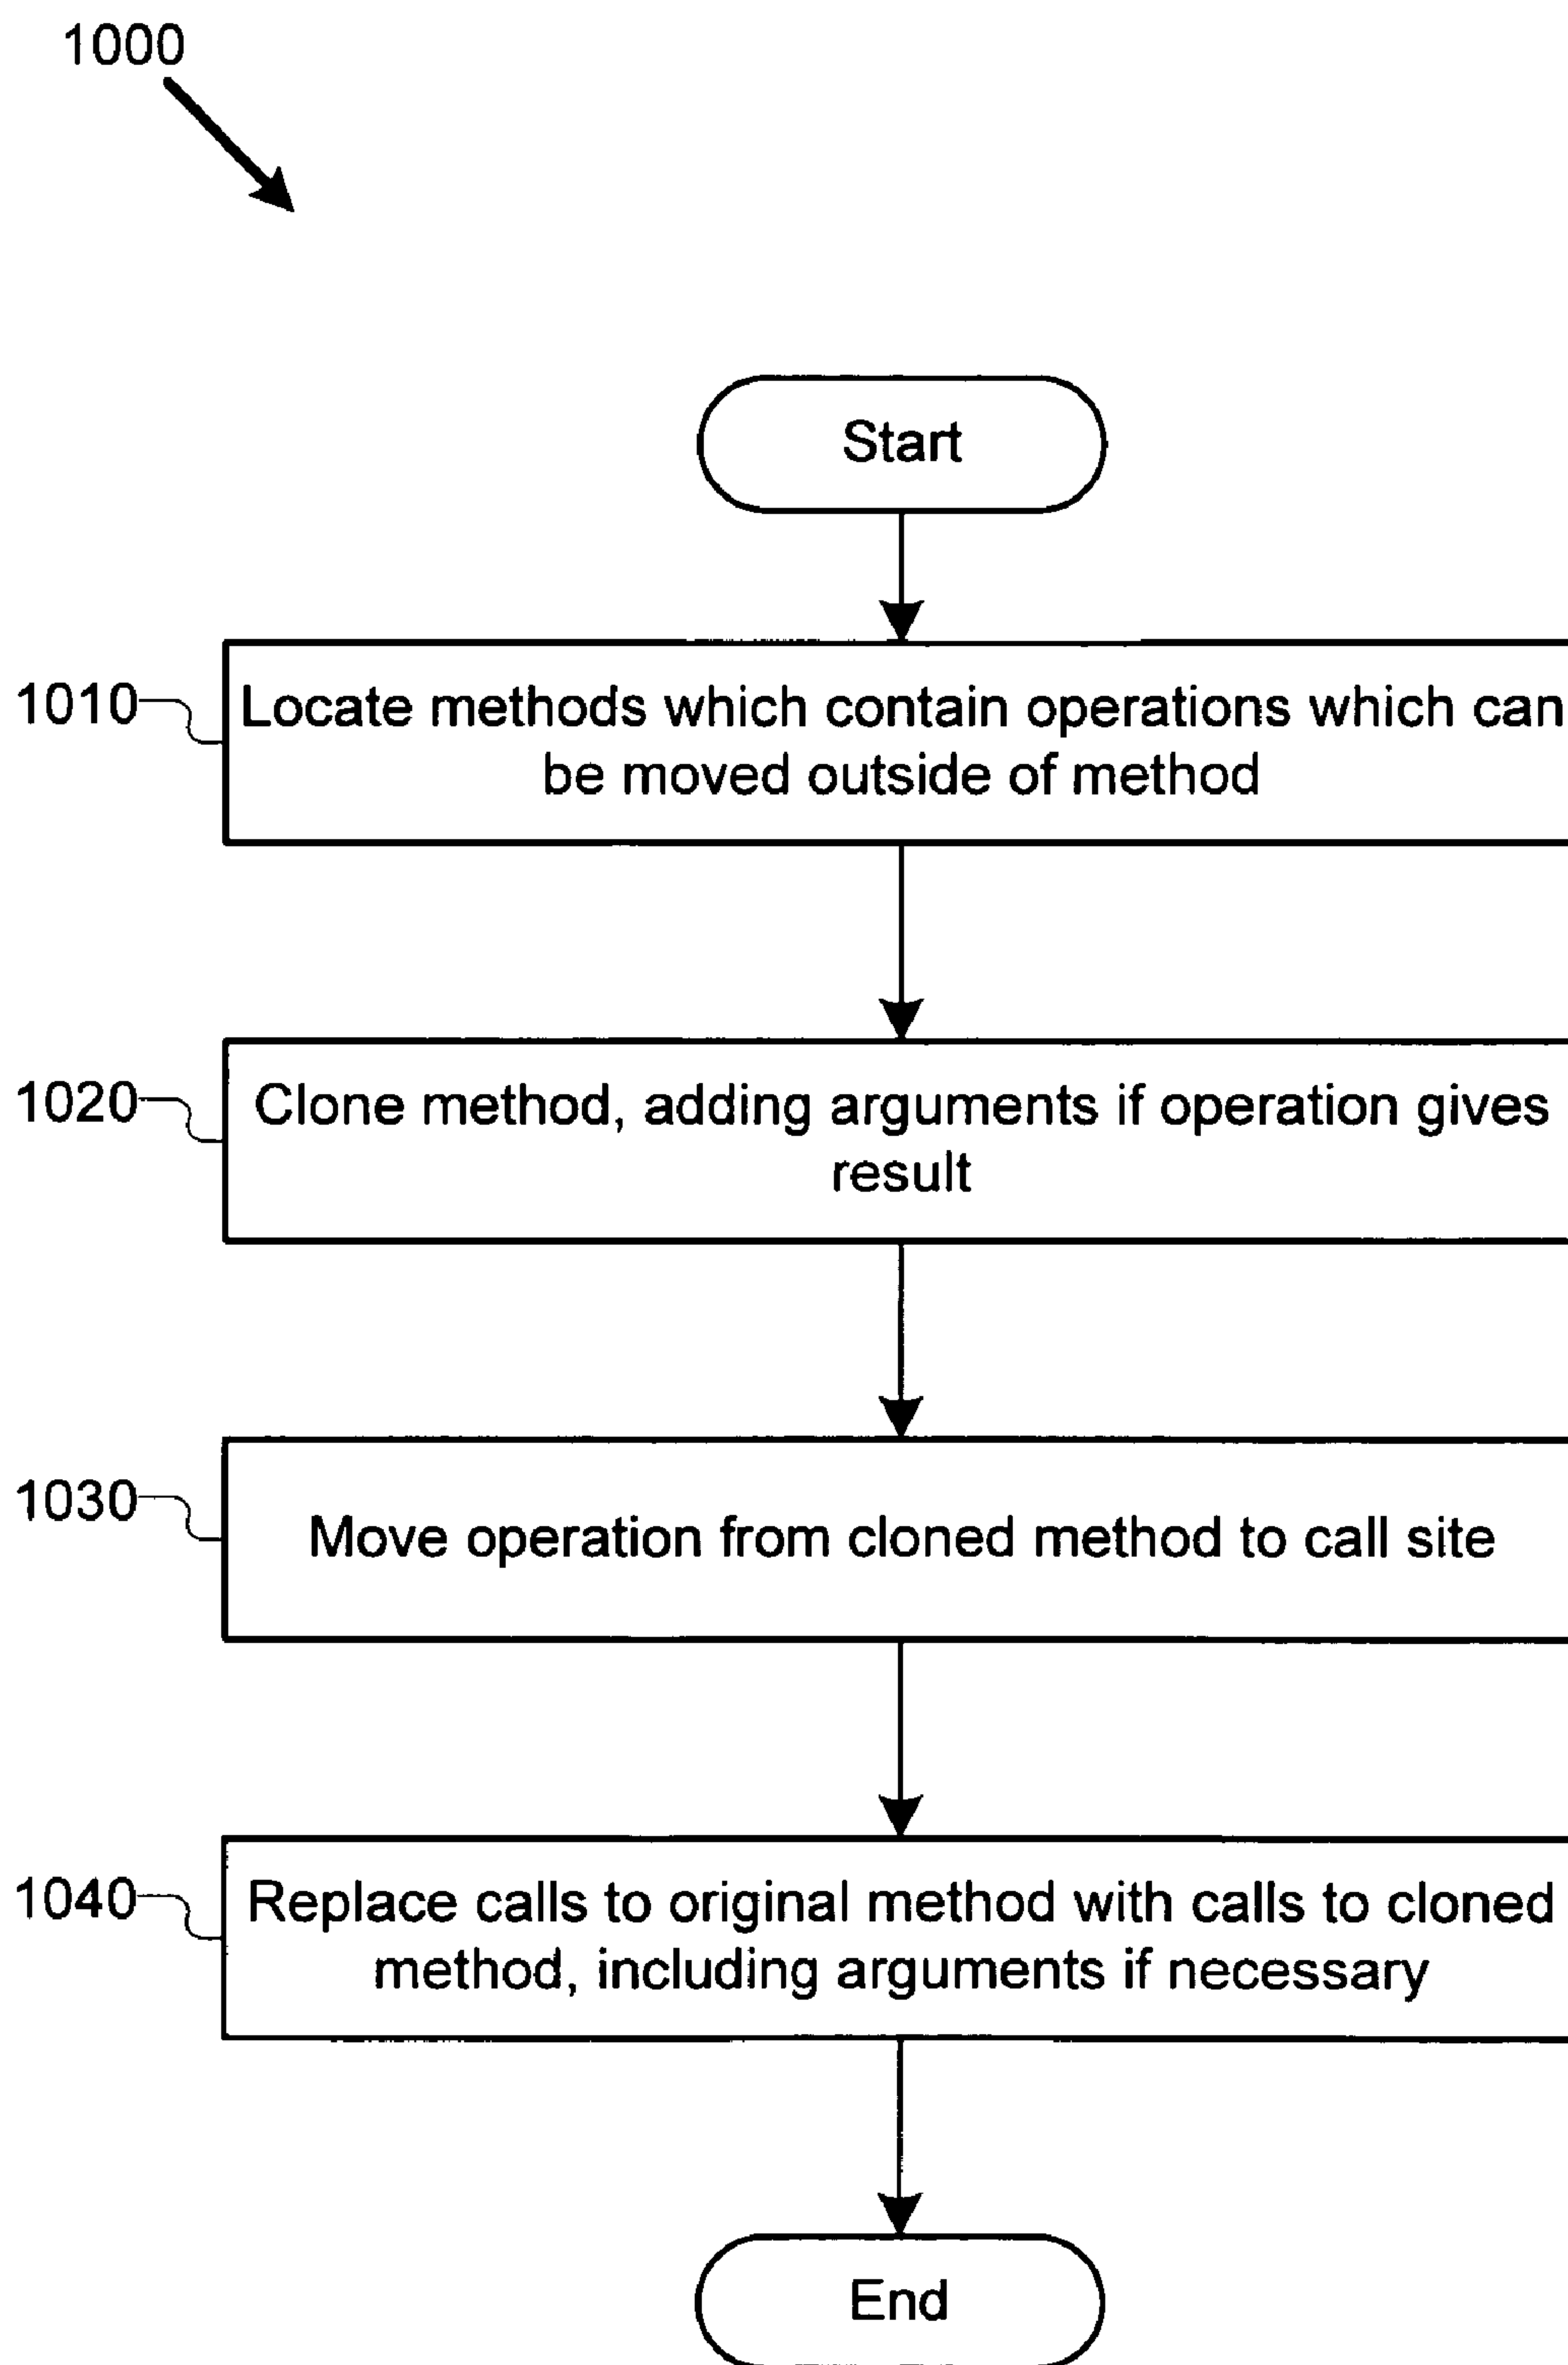 1000
Start
1010
Locate methods which contain operations which can
be moved outside of method
1020
Clone method, adding arguments if operation gives
result
1030
Move operation from cloned method to call site
1040
Replace calls to original method with calls to cloned
method, including arguments if necessary
End